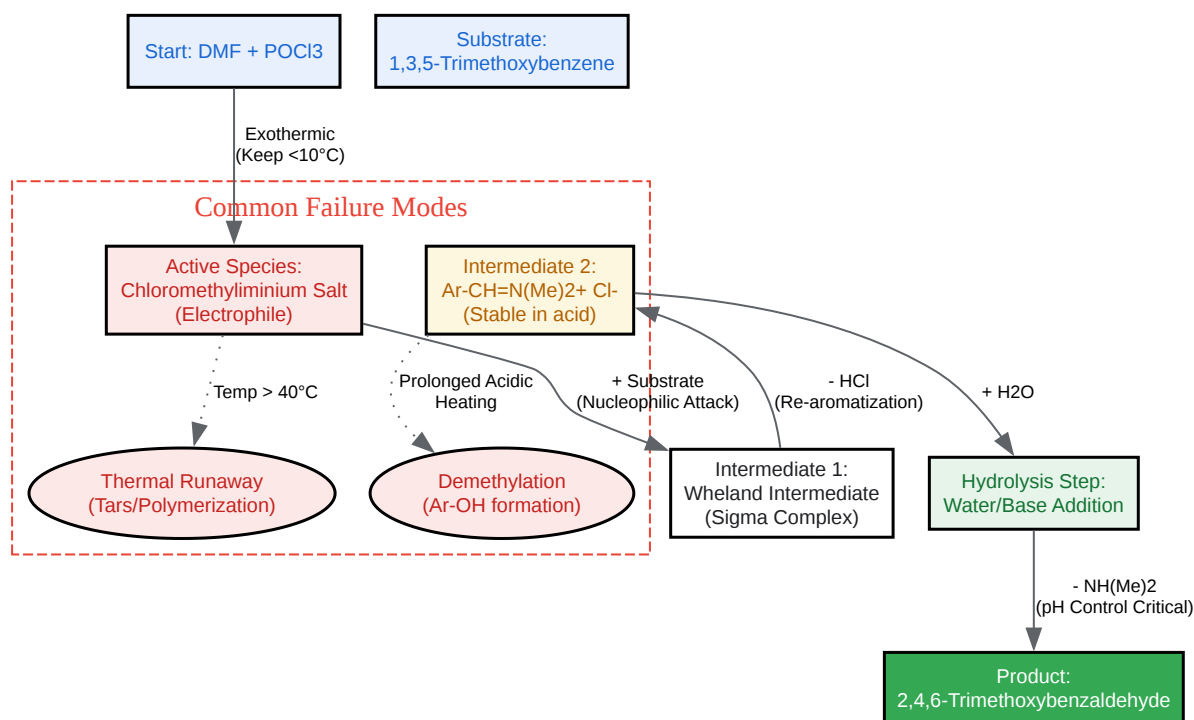 Start: DMF + POCl3
Substrate:
1,3,5-Trimethoxybenzene
Exothermic
(Keep <10°C)
Common Failure Modes
Active Species:
Chloromethyliminium Salt
(Electrophile)
Intermediate 2:
Ar-CH=N(Me)2+ Cl-
(Stable in acid)
Temp > 40°C
Prolonged Acidic
Heating
+ Substrate
(Nucleophilic Attack)
- HCl
(Re-aromatization)
+ H2O
Thermal Runaway
(Tars/Polymerization)
Demethylation
(Ar-OH formation)
Intermediate 1:
Wheland Intermediate
(Sigma Complex)
Hydrolysis Step:
Water/Base Addition
- NH(Me)2
(pH Control Critical)
Product:
2,4,6-Trimethoxybenzaldehyde